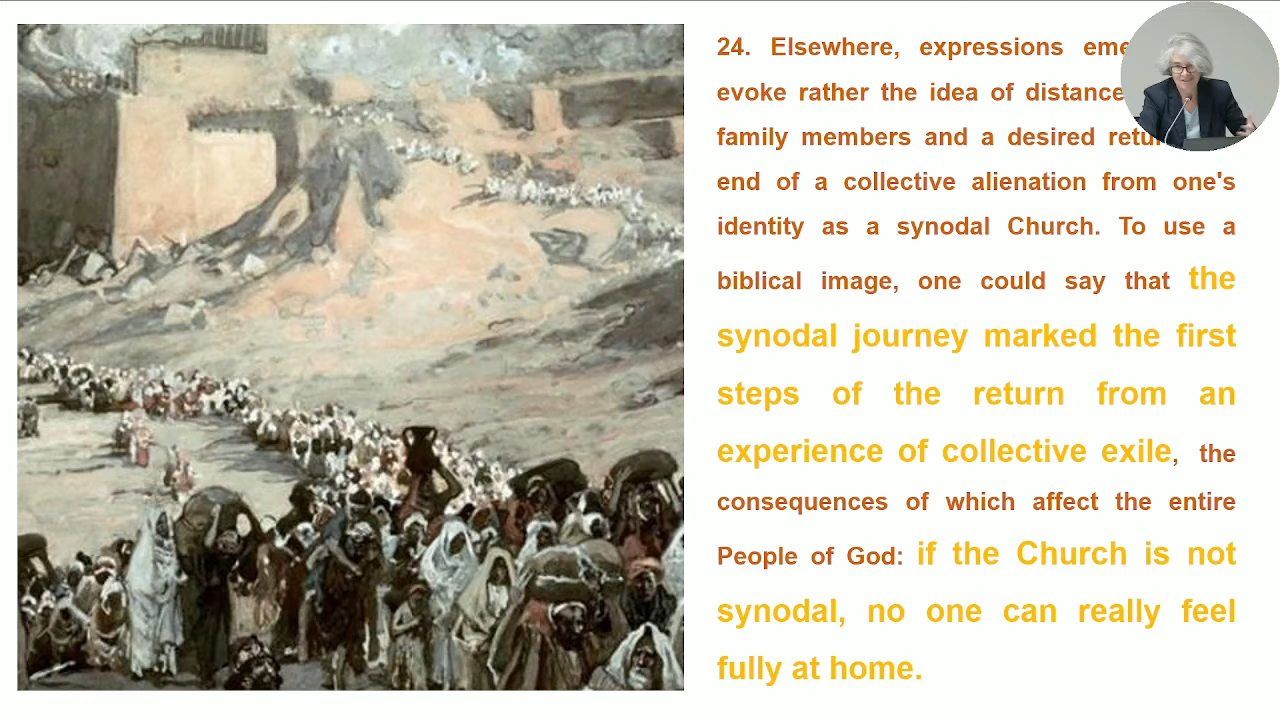 24. Elsewhere, expressions
evoke rather the idea of distance
family members and a desired
end of a collective alienation from one's
identity as a synodal Church. To use a
biblical image, one could say that the
synodal journey marked the first
steps of the return from an
experience of collective exile, the
consequences of which affect the entire
People of God: if the Church is not
synodal, no one can really feel
fully at home.